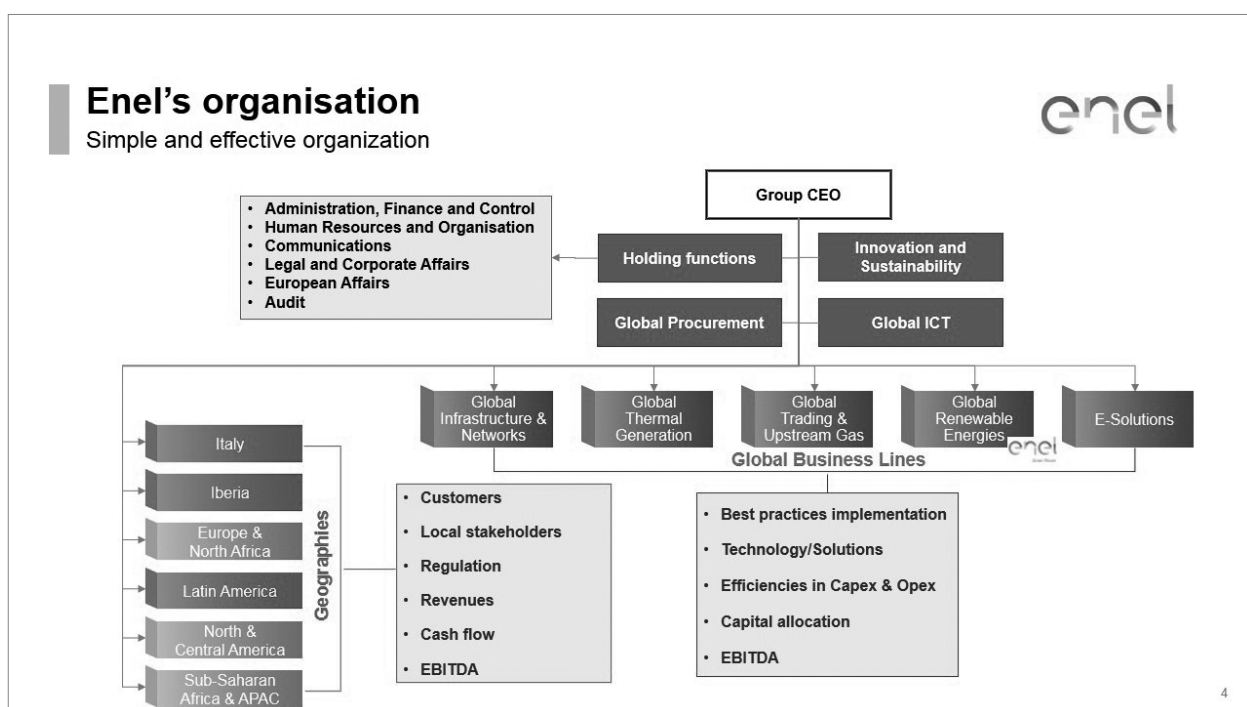 Enel's organisation
Simple and effective organization
enel
Group CEO
• Administration, Finance and Control
• Human Resources and Organisation
• Communications
• Legal and Corporate Affairs
• European Affairs
• Audit
Holding functions
Innovation and
Sustainability
Global Procurement
Global ICT
Global
Infrastructure &
Networks
Global
Thermal
Generation
Global
Trading &
Upstream Gas
Global
Renewable
Energies
enel
E-Solutions
Global Business Lines
Italy
Iberia
Europe &
North Africa
Latin America
North &
Central America
Sub-Saharan
Africa & APAC
Geographies
• Customers
• Local stakeholders
• Regulation
• Revenues
• Cash flow
• EBITDA
• Best practices implementation
• Technology/Solutions
• Efficiencies in Capex & Opex
• Capital allocation
• EBITDA
4